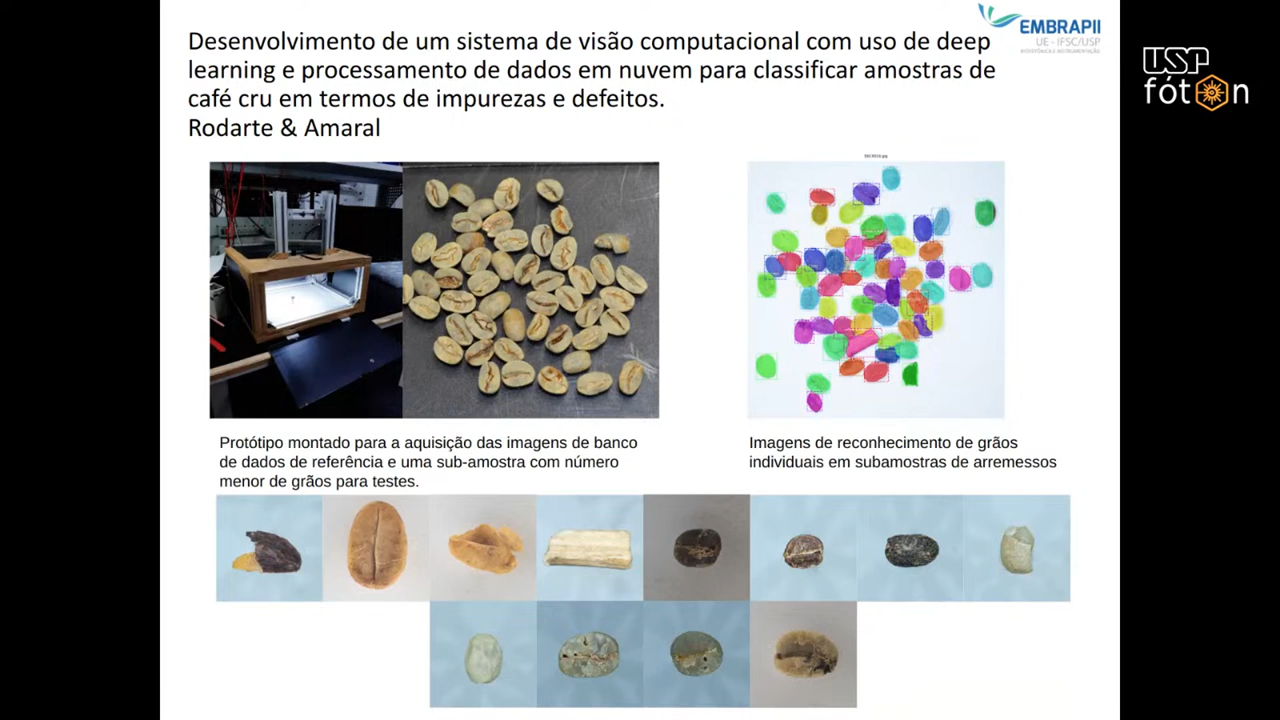 Desenvolvimento de um sistema de visão computacional com uso de deep
learning e processamento de dados em nuvem para classificar amostras de
café cru em termos de impurezas e defeitos.
Rodarte & Amaral
EMBRAPII
UE - IFSC/USP
USP
fóton
Protótipo montado para a aquisição das imagens de banco
de dados de referência e uma sub-amostra com número
menor de grãos para testes.
Imagens de reconhecimento de grãos
individuais em subamostras de arremessos